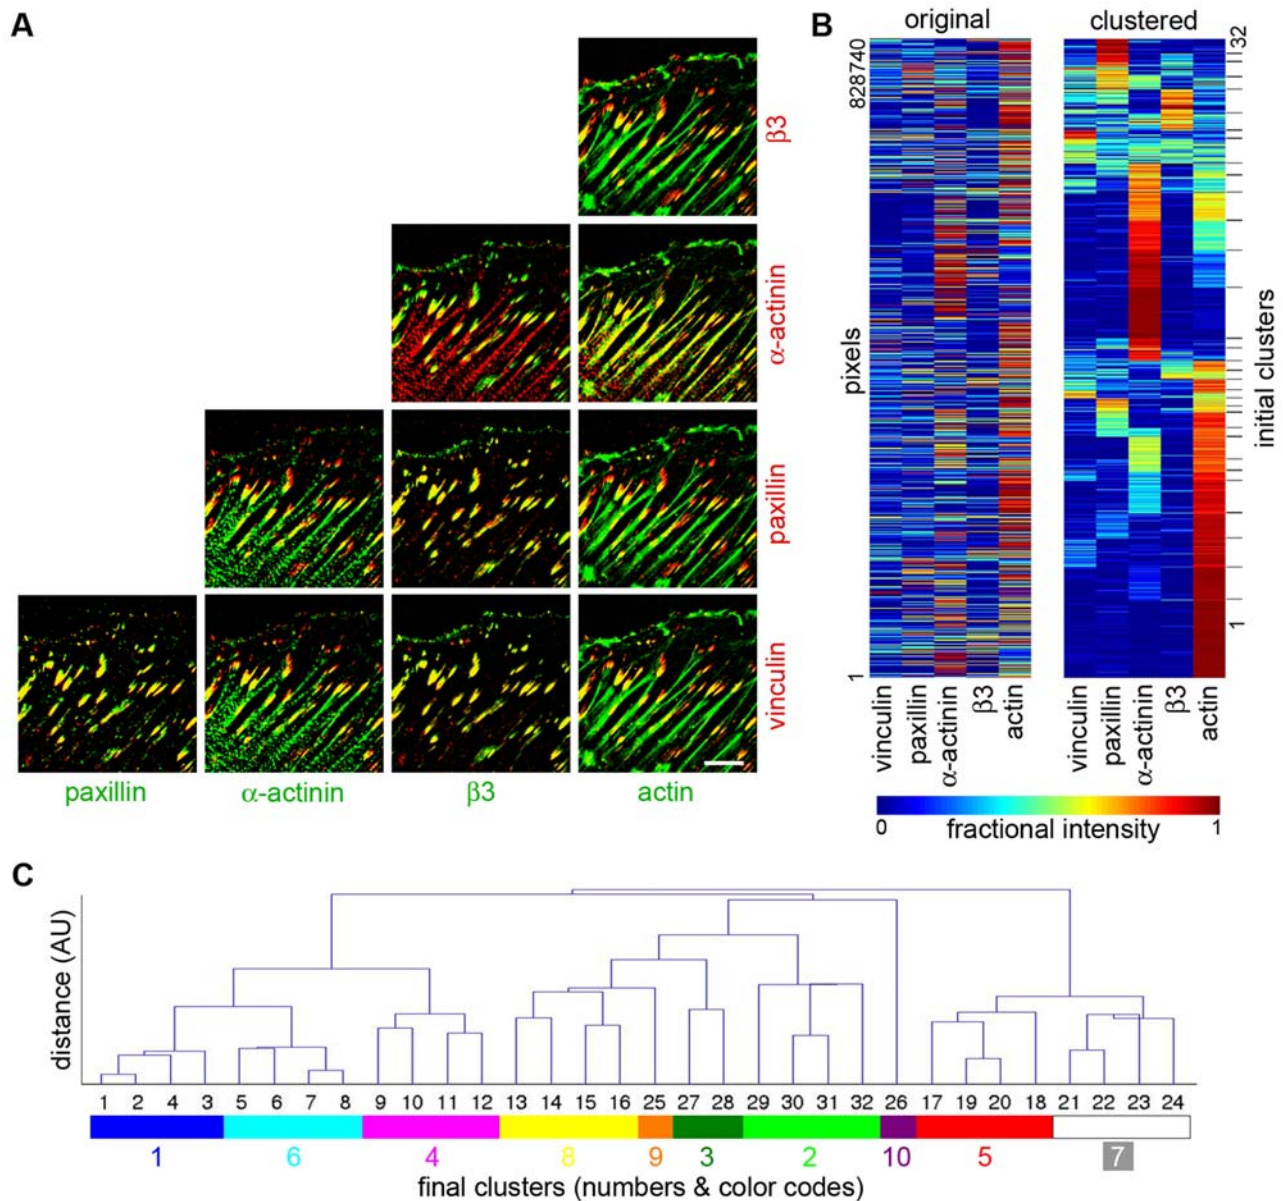 A
β3
α-actinin
paxillin
vinculin
paxillin
α-actinin
β3
actin
B
original
clustered
828740
pixels
1
32
initial clusters
1
vinculin
paxillin
α-actinin
β3
actin
vinculin
paxillin
α-actinin
β3
actin
0
fractional intensity
1
C
distance (AU)
1 2 4 3 5 6 7 8 9 10 11 12 13 14 15 16 25 27 28 29 30 31 32 26 17 19 20 18 21 22 23 24
1 6 4 8 9 3 2 10 5 7
final clusters (numbers & color codes)